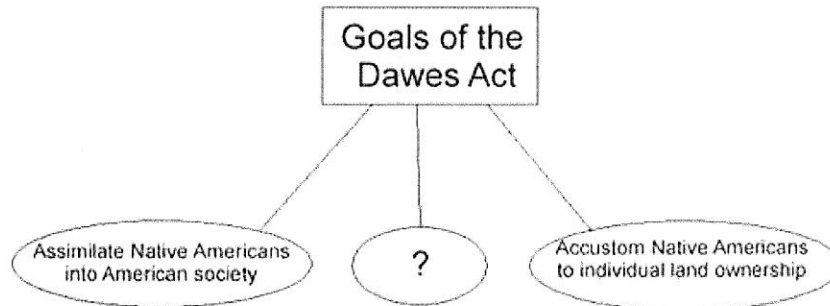 Goals of the
Dawes Act
Assimilate Native Americans
into American society
?
Accustom Native Americans
to individual land ownership